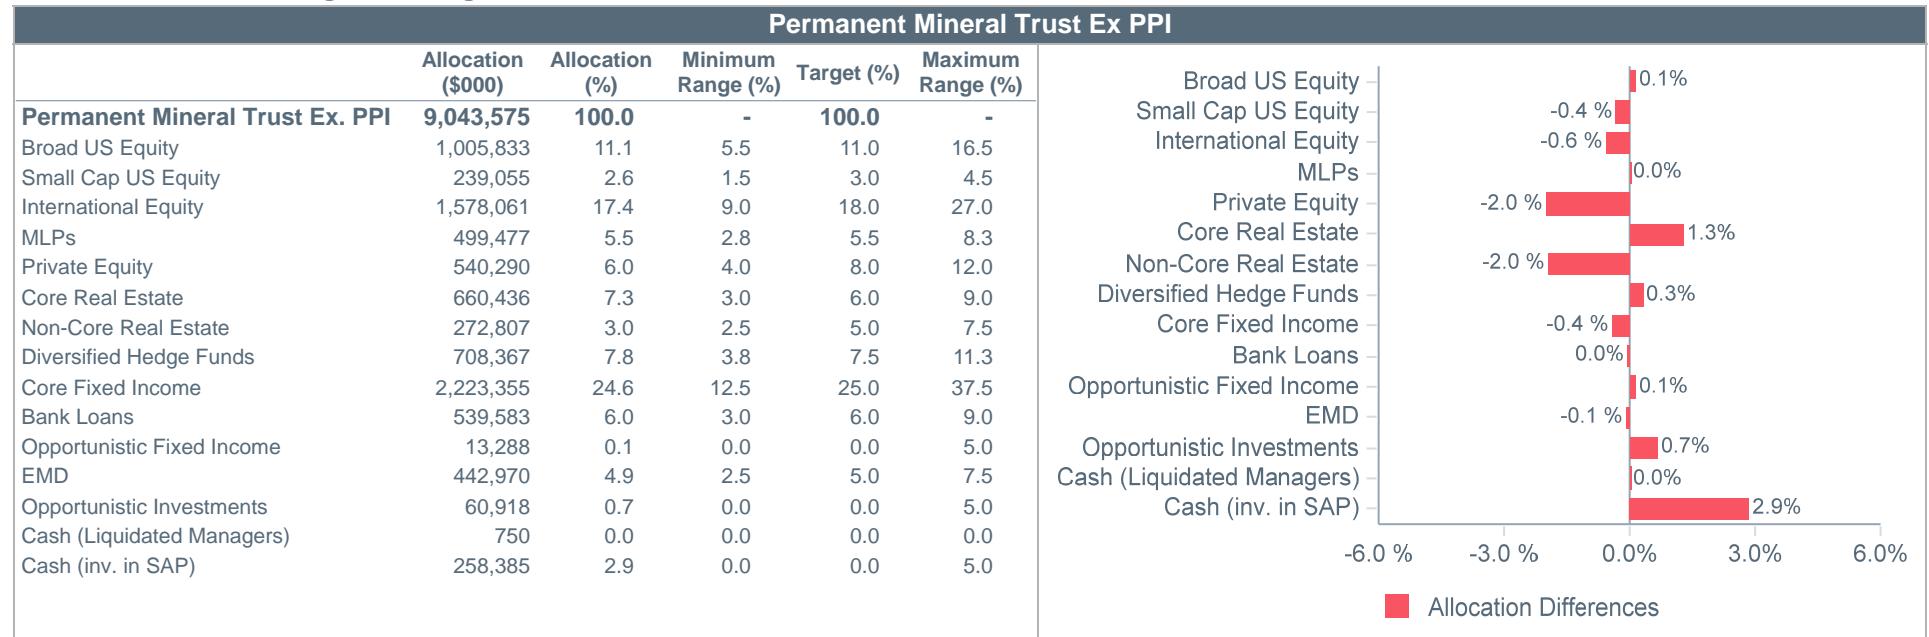 Permanent Mineral Trust Ex PPI
Allocation ($000) Allocation (%) Minimum Range (%) Target (%) Maximum Range (%)
Permanent Mineral Trust Ex. PPI 9,043,575 100.0 - 100.0 -
Broad US Equity 1,005,833 11.1 5.5 11.0 16.5
Small Cap US Equity 239,055 2.6 1.5 3.0 4.5
International Equity 1,578,061 17.4 9.0 18.0 27.0
MLPs 499,477 5.5 2.8 5.5 8.3
Private Equity 540,290 6.0 4.0 8.0 12.0
Core Real Estate 660,436 7.3 3.0 6.0 9.0
Non-Core Real Estate 272,807 3.0 2.5 5.0 7.5
Diversified Hedge Funds 708,367 7.8 3.8 7.5 11.3
Core Fixed Income 2,223,355 24.6 12.5 25.0 37.5
Bank Loans 539,583 6.0 3.0 6.0 9.0
Opportunistic Fixed Income 13,288 0.1 0.0 0.0 5.0
EMD 442,970 4.9 2.5 5.0 7.5
Opportunistic Investments 60,918 0.7 0.0 0.0 5.0
Cash (Liquidated Managers) 750 0.0 0.0 0.0 0.0
Cash (inv. in SAP) 258,385 2.9 0.0 0.0 5.0
Broad US Equity 0.1%
Small Cap US Equity -0.4 %
International Equity -0.6 %
MLPs 0.0%
Private Equity -2.0 %
Core Real Estate 1.3%
Non-Core Real Estate -2.0 %
Diversified Hedge Funds 0.3%
Core Fixed Income -0.4 %
Bank Loans 0.0%
Opportunistic Fixed Income 0.1%
EMD -0.1 %
Opportunistic Investments 0.7%
Cash (Liquidated Managers) 0.0%
Cash (inv. in SAP) 2.9%
-6.0 % -3.0 % 0.0% 3.0% 6.0%
Allocation Differences